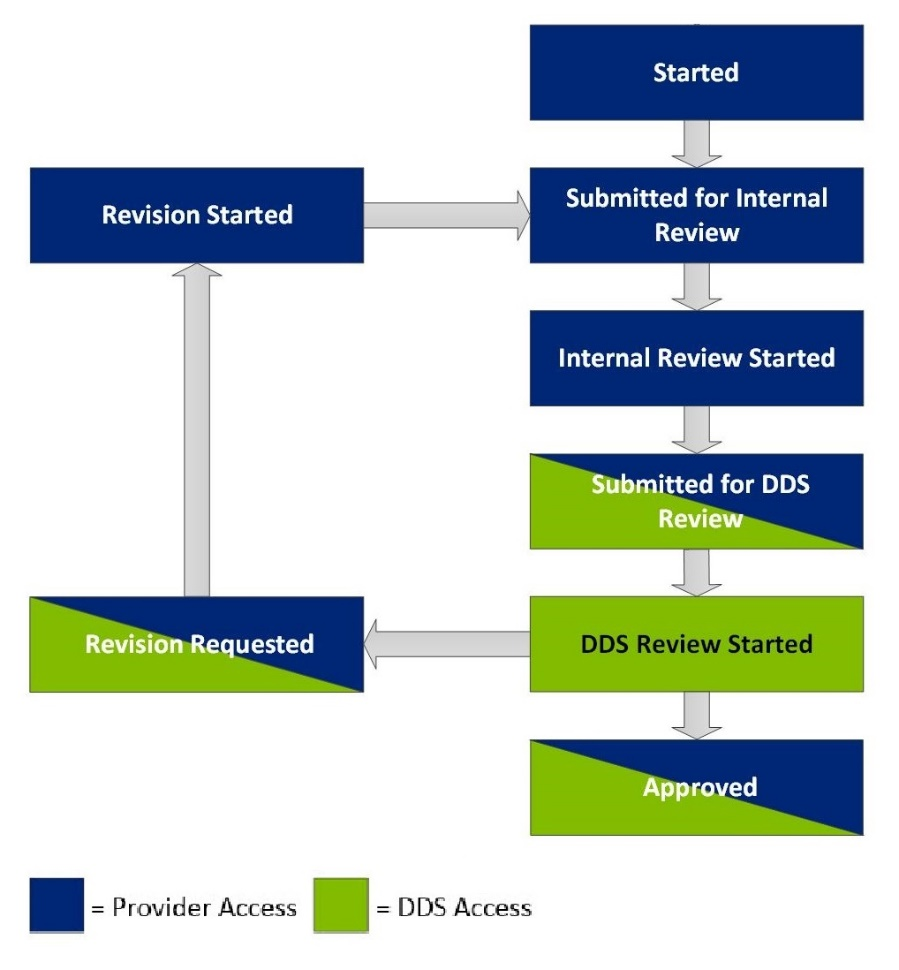 Started
Revision Started
Submitted for Internal
Review
Internal Review Started
Submitted for DDS
Review
Revision Requested
DDS Review Started
Approved
= Provider Access
= DDS Access